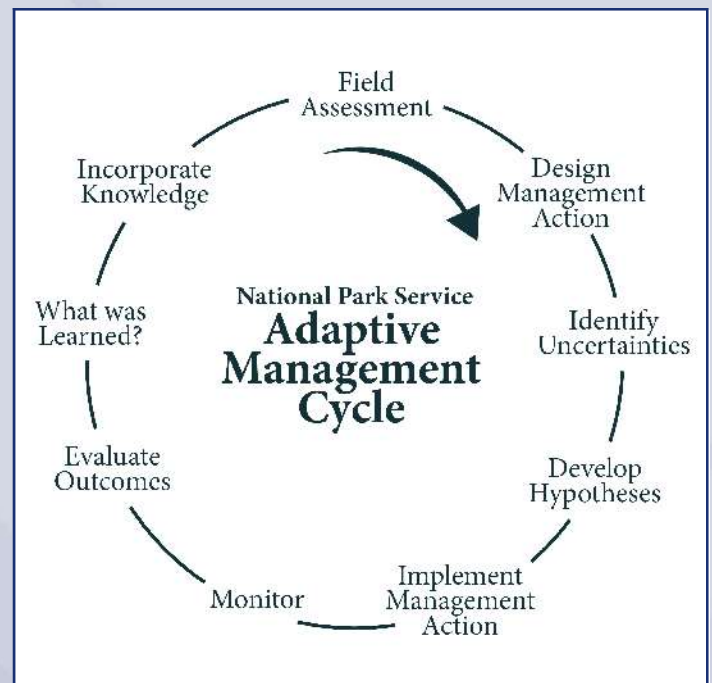 Field
Assessment
Design
Management
Action
Identify
Uncertainties
Develop
Hypotheses
Implement
Management
Action
Monitor
Evaluate
Outcomes
What was
Learned?
Incorporate
Knowledge
National Park Service
Adaptive
Management
Cycle